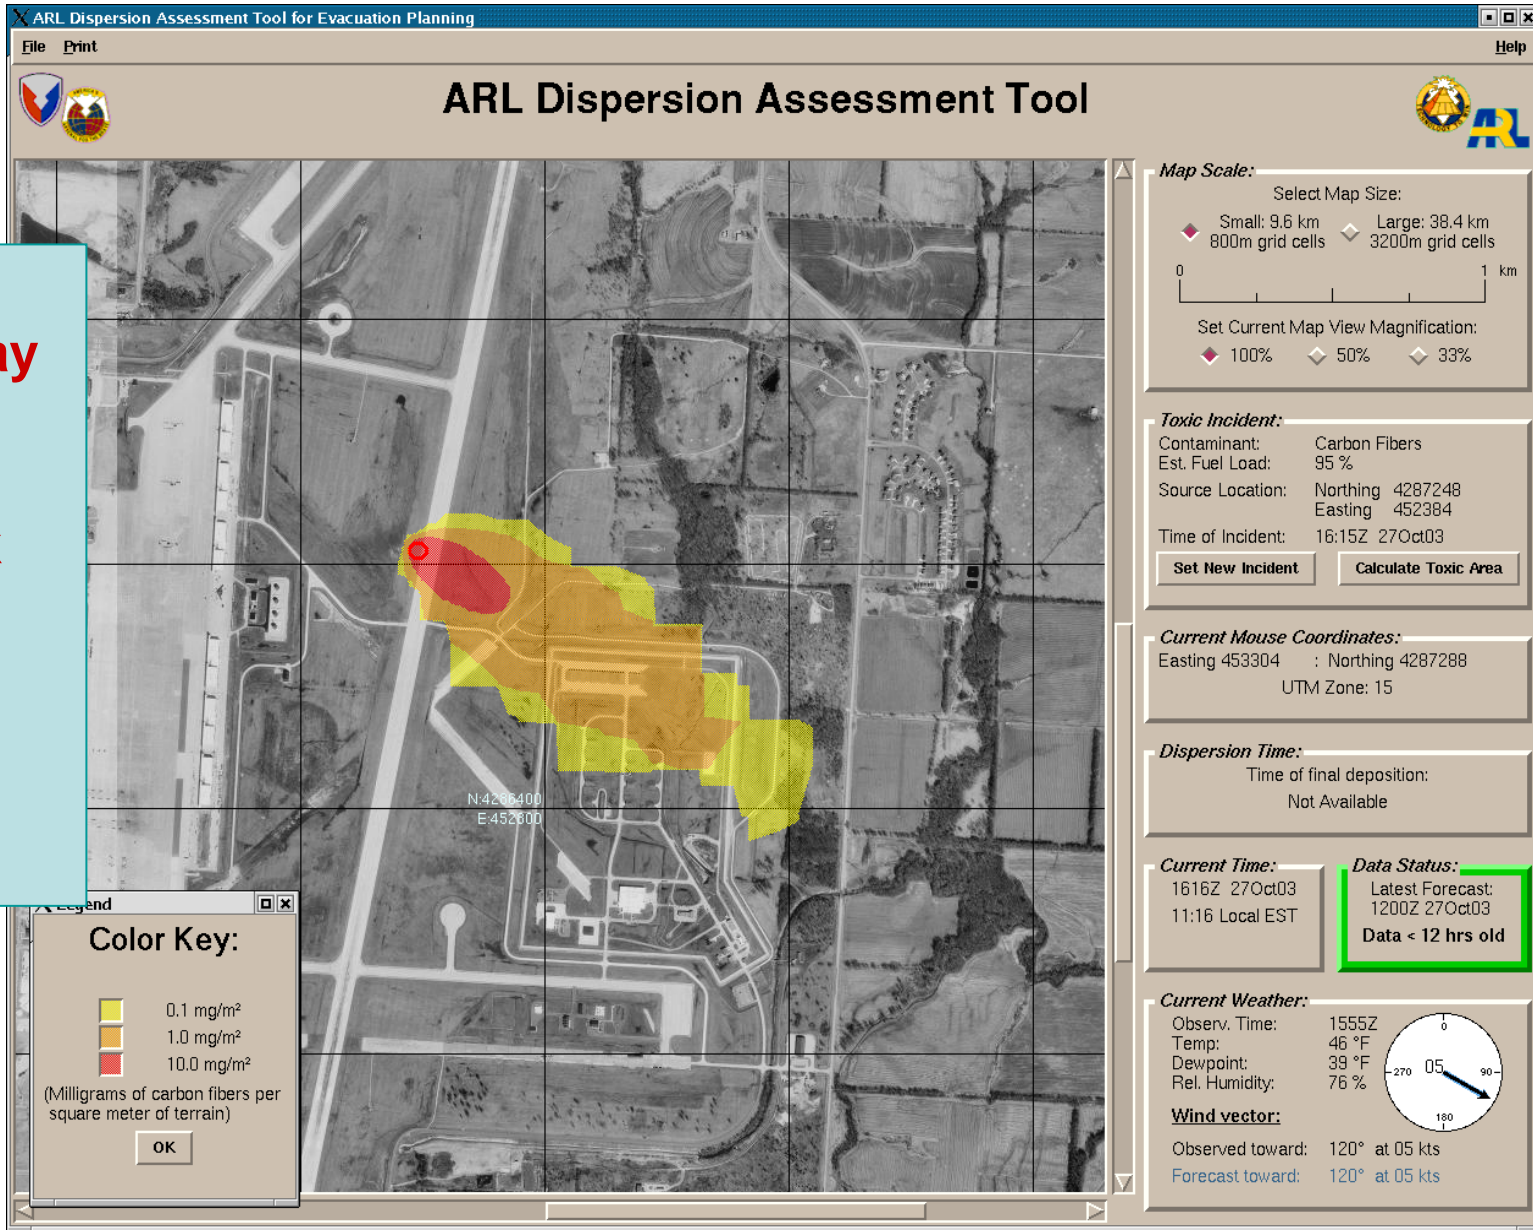 ARL Dispersion Assessment Tool for Evacuation Planning
File Print Help
ARL Dispersion Assessment Tool
ARL
Map Scale:
Select Map Size:
Small: 9.6 km Large: 38.4 km
800m grid cells 3200m grid cells
0 1 km
Set Current Map View Magnification:
100% 50% 33%
Toxic Incident:
Contaminant: Carbon Fibers
Est. Fuel Load: 95 %
Source Location: Northing 4287248
Easting 452384
Time of Incident: 16:15Z 27Oct03
Set New Incident Calculate Toxic Area
Current Mouse Coordinates:
Easting 453304 : Northing 4287288
UTM Zone: 15
Dispersion Time:
Time of final deposition:
Not Available
Current Time:
1616Z 27Oct03
11:16 Local EST
Data Status:
Latest Forecast:
1200Z 27Oct03
Data < 12 hrs old
Current Weather:
Observ. Time: 1555Z
Temp: 46 °F
Dewpoint: 39 °F
Rel. Humidity: 76 %
0
270 05 90
180
Wind vector:
Observed toward: 120° at 05 kts
Forecast toward: 120° at 05 kts
N:4286400
E:452800
Legend
Color Key:
0.1 mg/m²
1.0 mg/m²
10.0 mg/m²
(Milligrams of carbon fibers per
square meter of terrain)
OK